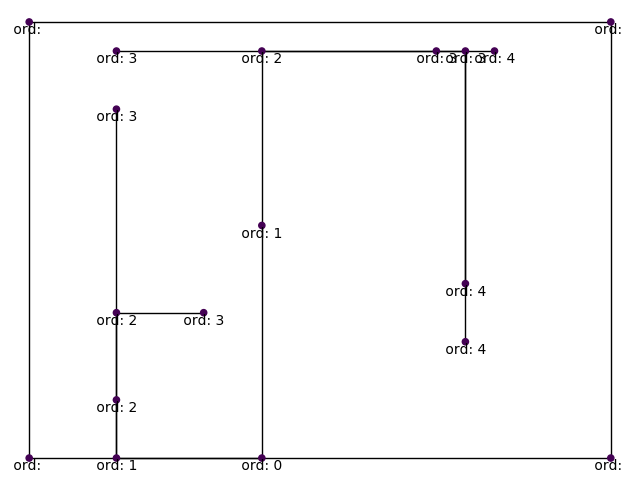 ord: ord:
ord: 3 ord: 2 ord: 3 ord: 3 ord: 4
ord: 3
ord: 1
ord: 4
ord: 2 ord: 3
ord: 4
ord: 2
ord: ord: 1 ord: 0 ord: